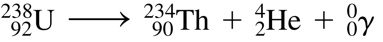 ²³⁸₉₂U ⟶ ²³⁴₉₀Th + ⁴₂He + ⁰₀γ